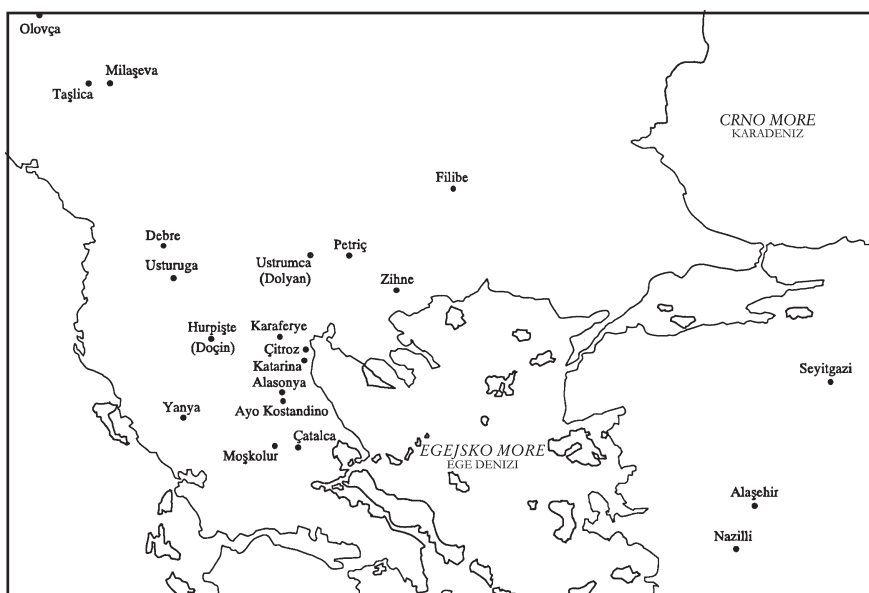 Olovça
Milaşeva
Taşlica
CRNO MORE
KARADENIZ
Filibe
Debre
Usturuga
Ustrumca
(Dolyan)
Petriç
Zihne
Hurpişte
(Doçin)
Karaferye
Çitroz
Katarina
Alasonya
Ayo Kostandino
Seyitgazi
Yanya
Moşkolur
Çatalca
EGEJSKO MORE
EGE DENIZI
Alaşehir
Nazilli